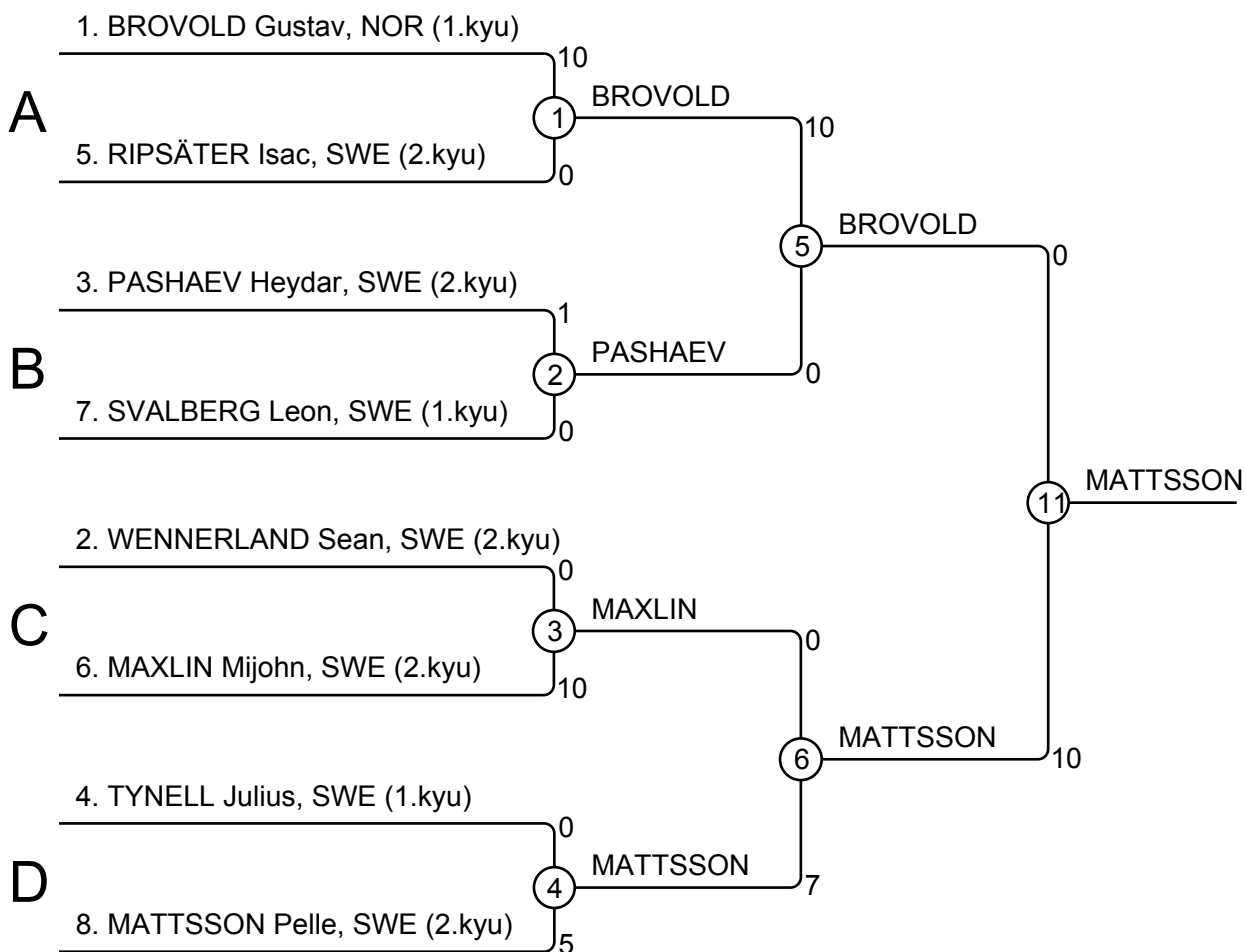 1. BROVOLD Gustav, NOR (1.kyu)
10
A
1
BROVOLD
10
5. RIPSÄTER Isac, SWE (2.kyu)
0
5
BROVOLD
0
3. PASHAEV Heydar, SWE (2.kyu)
1
B
2
PASHAEV
0
7. SVALBERG Leon, SWE (1.kyu)
0
11
MATTSSON
2. WENNERLAND Sean, SWE (2.kyu)
0
C
3
MAXLIN
0
6. MAXLIN Mijohn, SWE (2.kyu)
10
6
MATTSSON
10
4. TYNELL Julius, SWE (1.kyu)
0
D
4
MATTSSON
7
8. MATTSSON Pelle, SWE (2.kyu)
5